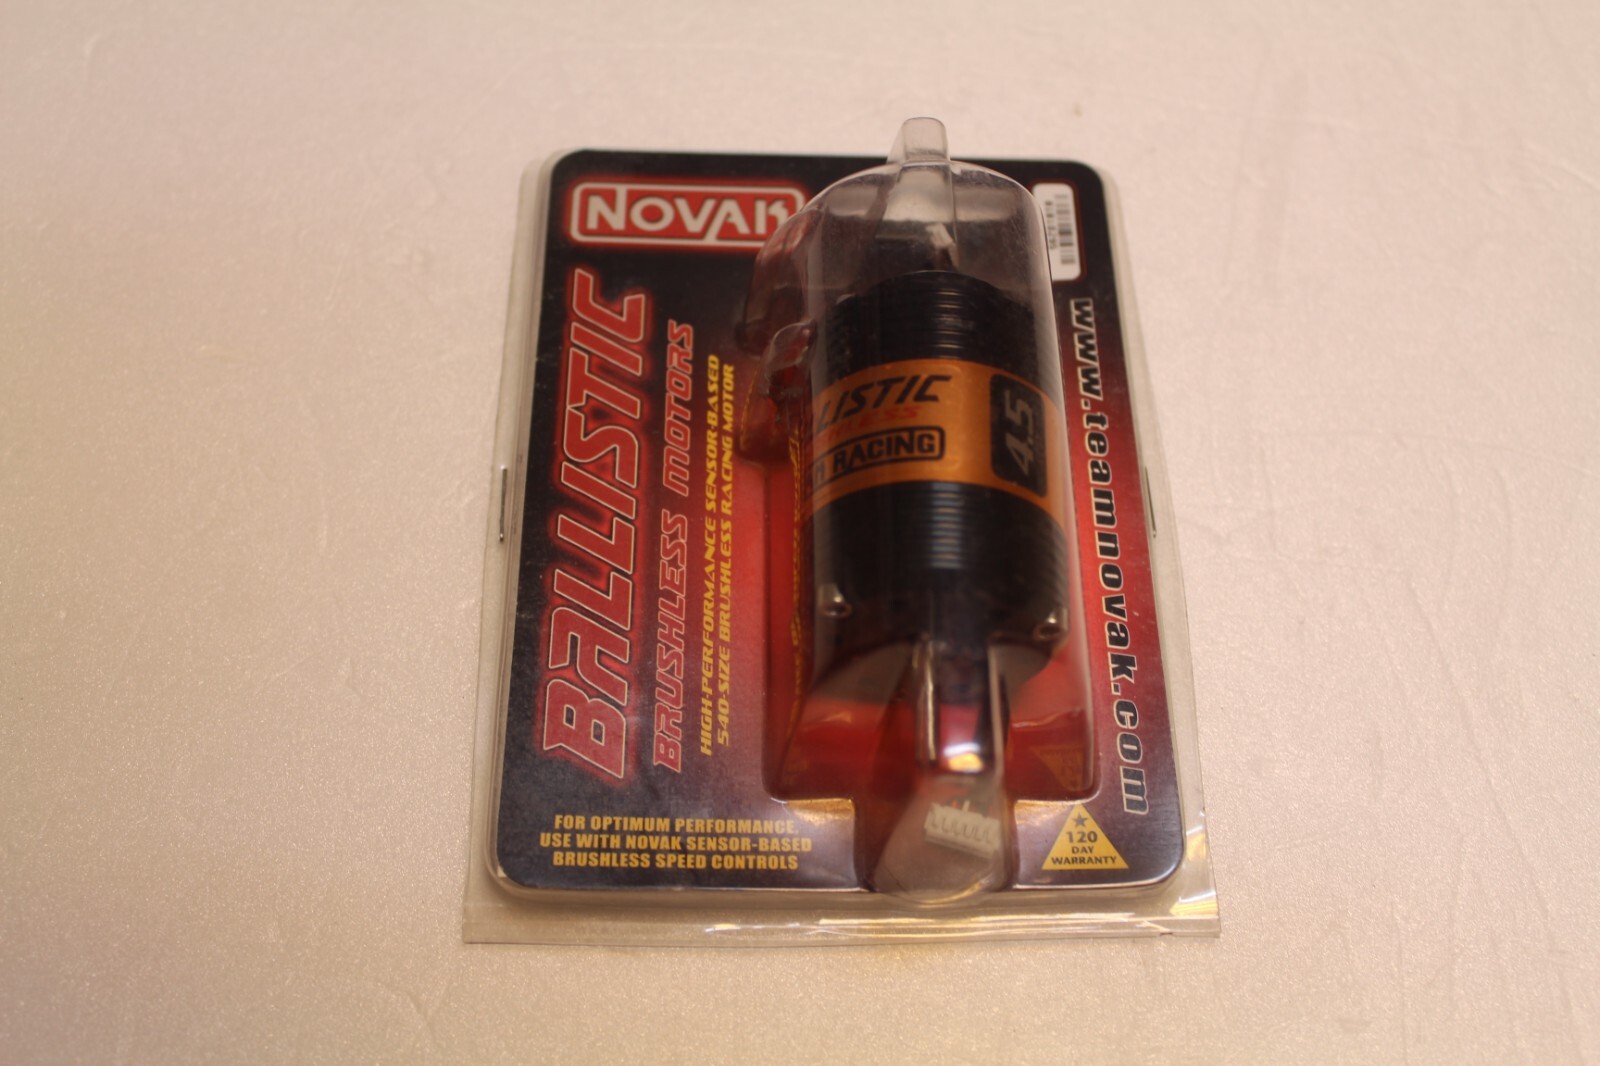 NOVAK
BALLISTIC
BRUSHLESS MOTORS
HIGH-PERFORMANCE SENSOR-BASED
540-SIZE BRUSHLESS RACING MOTOR
LISTIC
RACING
4.5
www.teamnovak.com
FOR OPTIMUM PERFORMANCE,
USE WITH NOVAK SENSOR-BASED
BRUSHLESS SPEED CONTROLS
120
DAY
WARRANTY